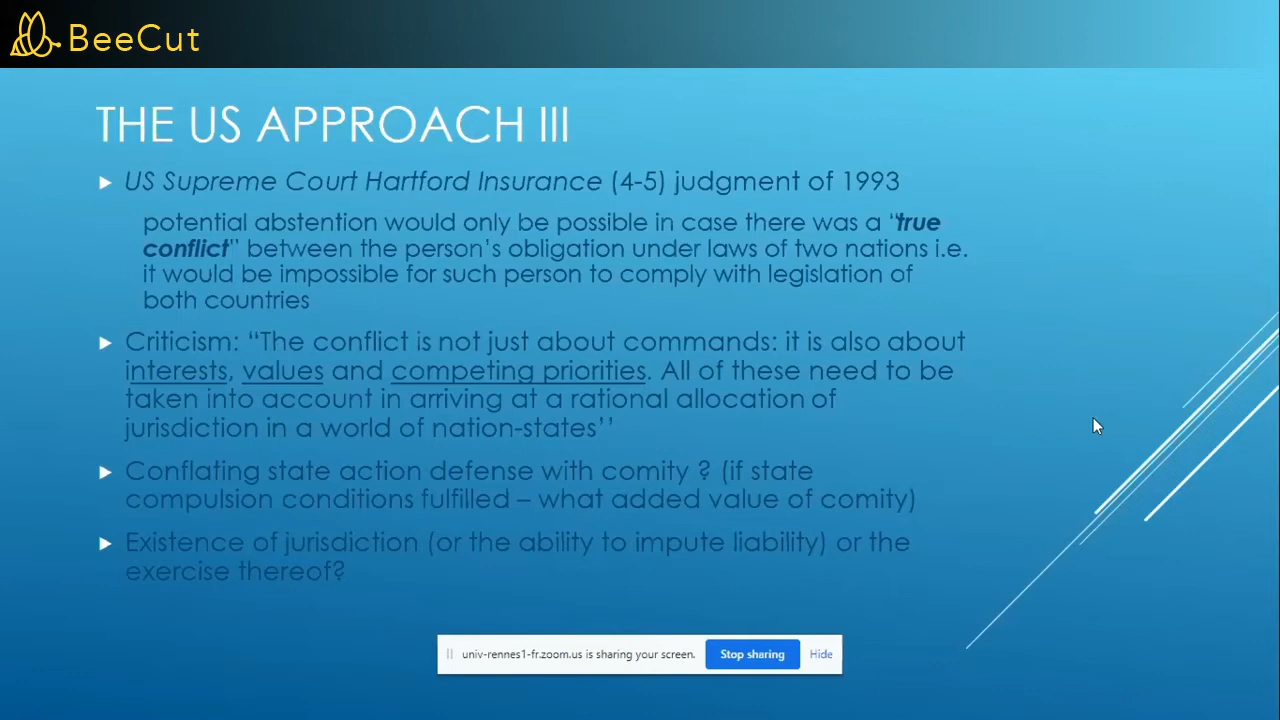 BeeCut
THE US APPROACH III
US Supreme Court Hartford Insurance (4-5) judgment of 1993
potential abstention would only be possible in case there was a “true
conflict” between the person’s obligation under laws of two nations i.e.
it would be impossible for such person to comply with legislation of
both countries
Criticism: “The conflict is not just about commands: it is also about
interests, values and competing priorities. All of these need to be
taken into account in arriving at a rational allocation of
jurisdiction in a world of nation-states’’
Conflating state action defense with comity ? (if state
compulsion conditions fulfilled – what added value of comity)
Existence of jurisdiction (or the ability to impute liability) or the
exercise thereof?
univ-rennes1-fr.zoom.us is sharing your screen. Stop sharing Hide